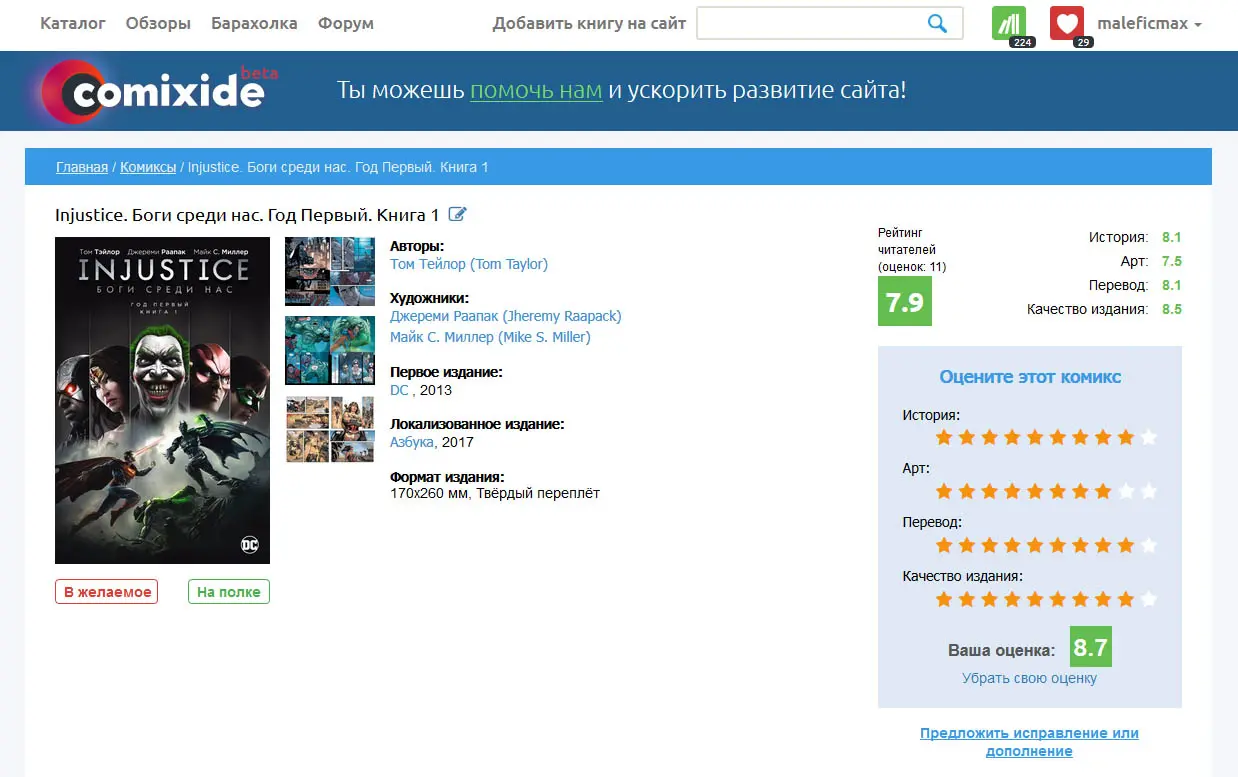 Каталог Обзоры Барахолка Форум Добавить книгу на сайт 224 29 maleficmax
comixide beta
Ты можешь помочь нам и ускорить развитие сайта!
Главная / Комиксы / Injustice. Боги среди нас. Год Первый. Книга 1
Injustice. Боги среди нас. Год Первый. Книга 1
Том Тэйлор Джереми Раапак Майк С. Миллер
INJUSTICE
БОГИ СРЕДИ НАС
ГОД ПЕРВЫЙ
КНИГА 1
DC
В желаемое На полке
Авторы:
Том Тейлор (Tom Taylor)
Художники:
Джереми Раапак (Jheremy Raapack)
Майк С. Миллер (Mike S. Miller)
Первое издание:
DC , 2013
Локализованное издание:
Азбука, 2017
Формат издания:
170x260 мм, Твёрдый переплёт
Рейтинг
читателей
(оценок: 11)
7.9
История: 8.1
Арт: 7.5
Перевод: 8.1
Качество издания: 8.5
Оцените этот комикс
История:
Арт:
Перевод:
Качество издания:
Ваша оценка: 8.7
Убрать свою оценку
Предложить исправление или
дополнение